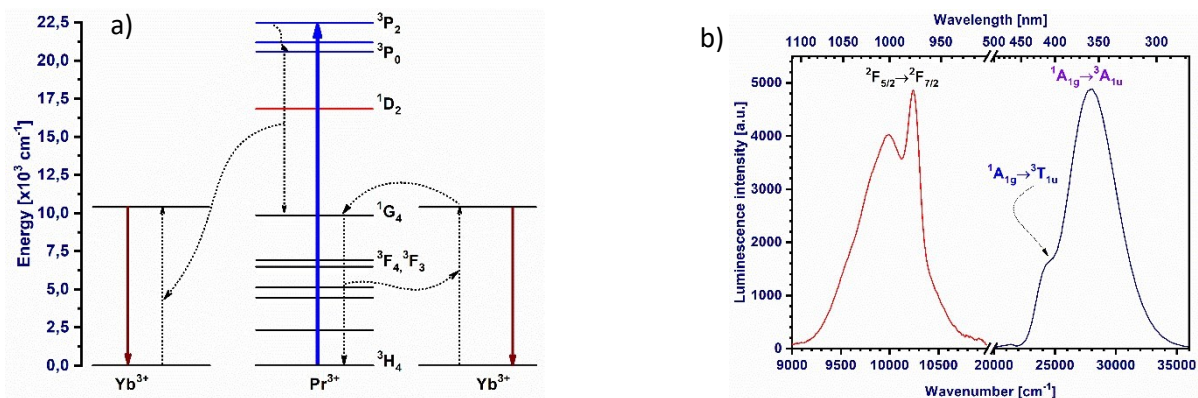 a)
Energy [x10³ cm⁻¹]
22,5
20,0
17,5
15,0
12,5
10,0
7,5
5,0
2,5
0,0
³P₂
³P₀
¹D₂
¹G₄
³F₄,³F₃
³H₄
Yb³⁺
Pr³⁺
Yb³⁺
b)
Wavelength [nm]
1100
1050
1000
950
500
450
400
350
300
Luminescence intensity [a.u.]
5000
4000
3000
2000
1000
0
²F₅/₂→²F₇/₂
¹A₁g→³A₁u
¹A₁g→³T₁u
9000
9500
10000
10500
20000
25000
30000
35000
Wavenumber [cm⁻¹]